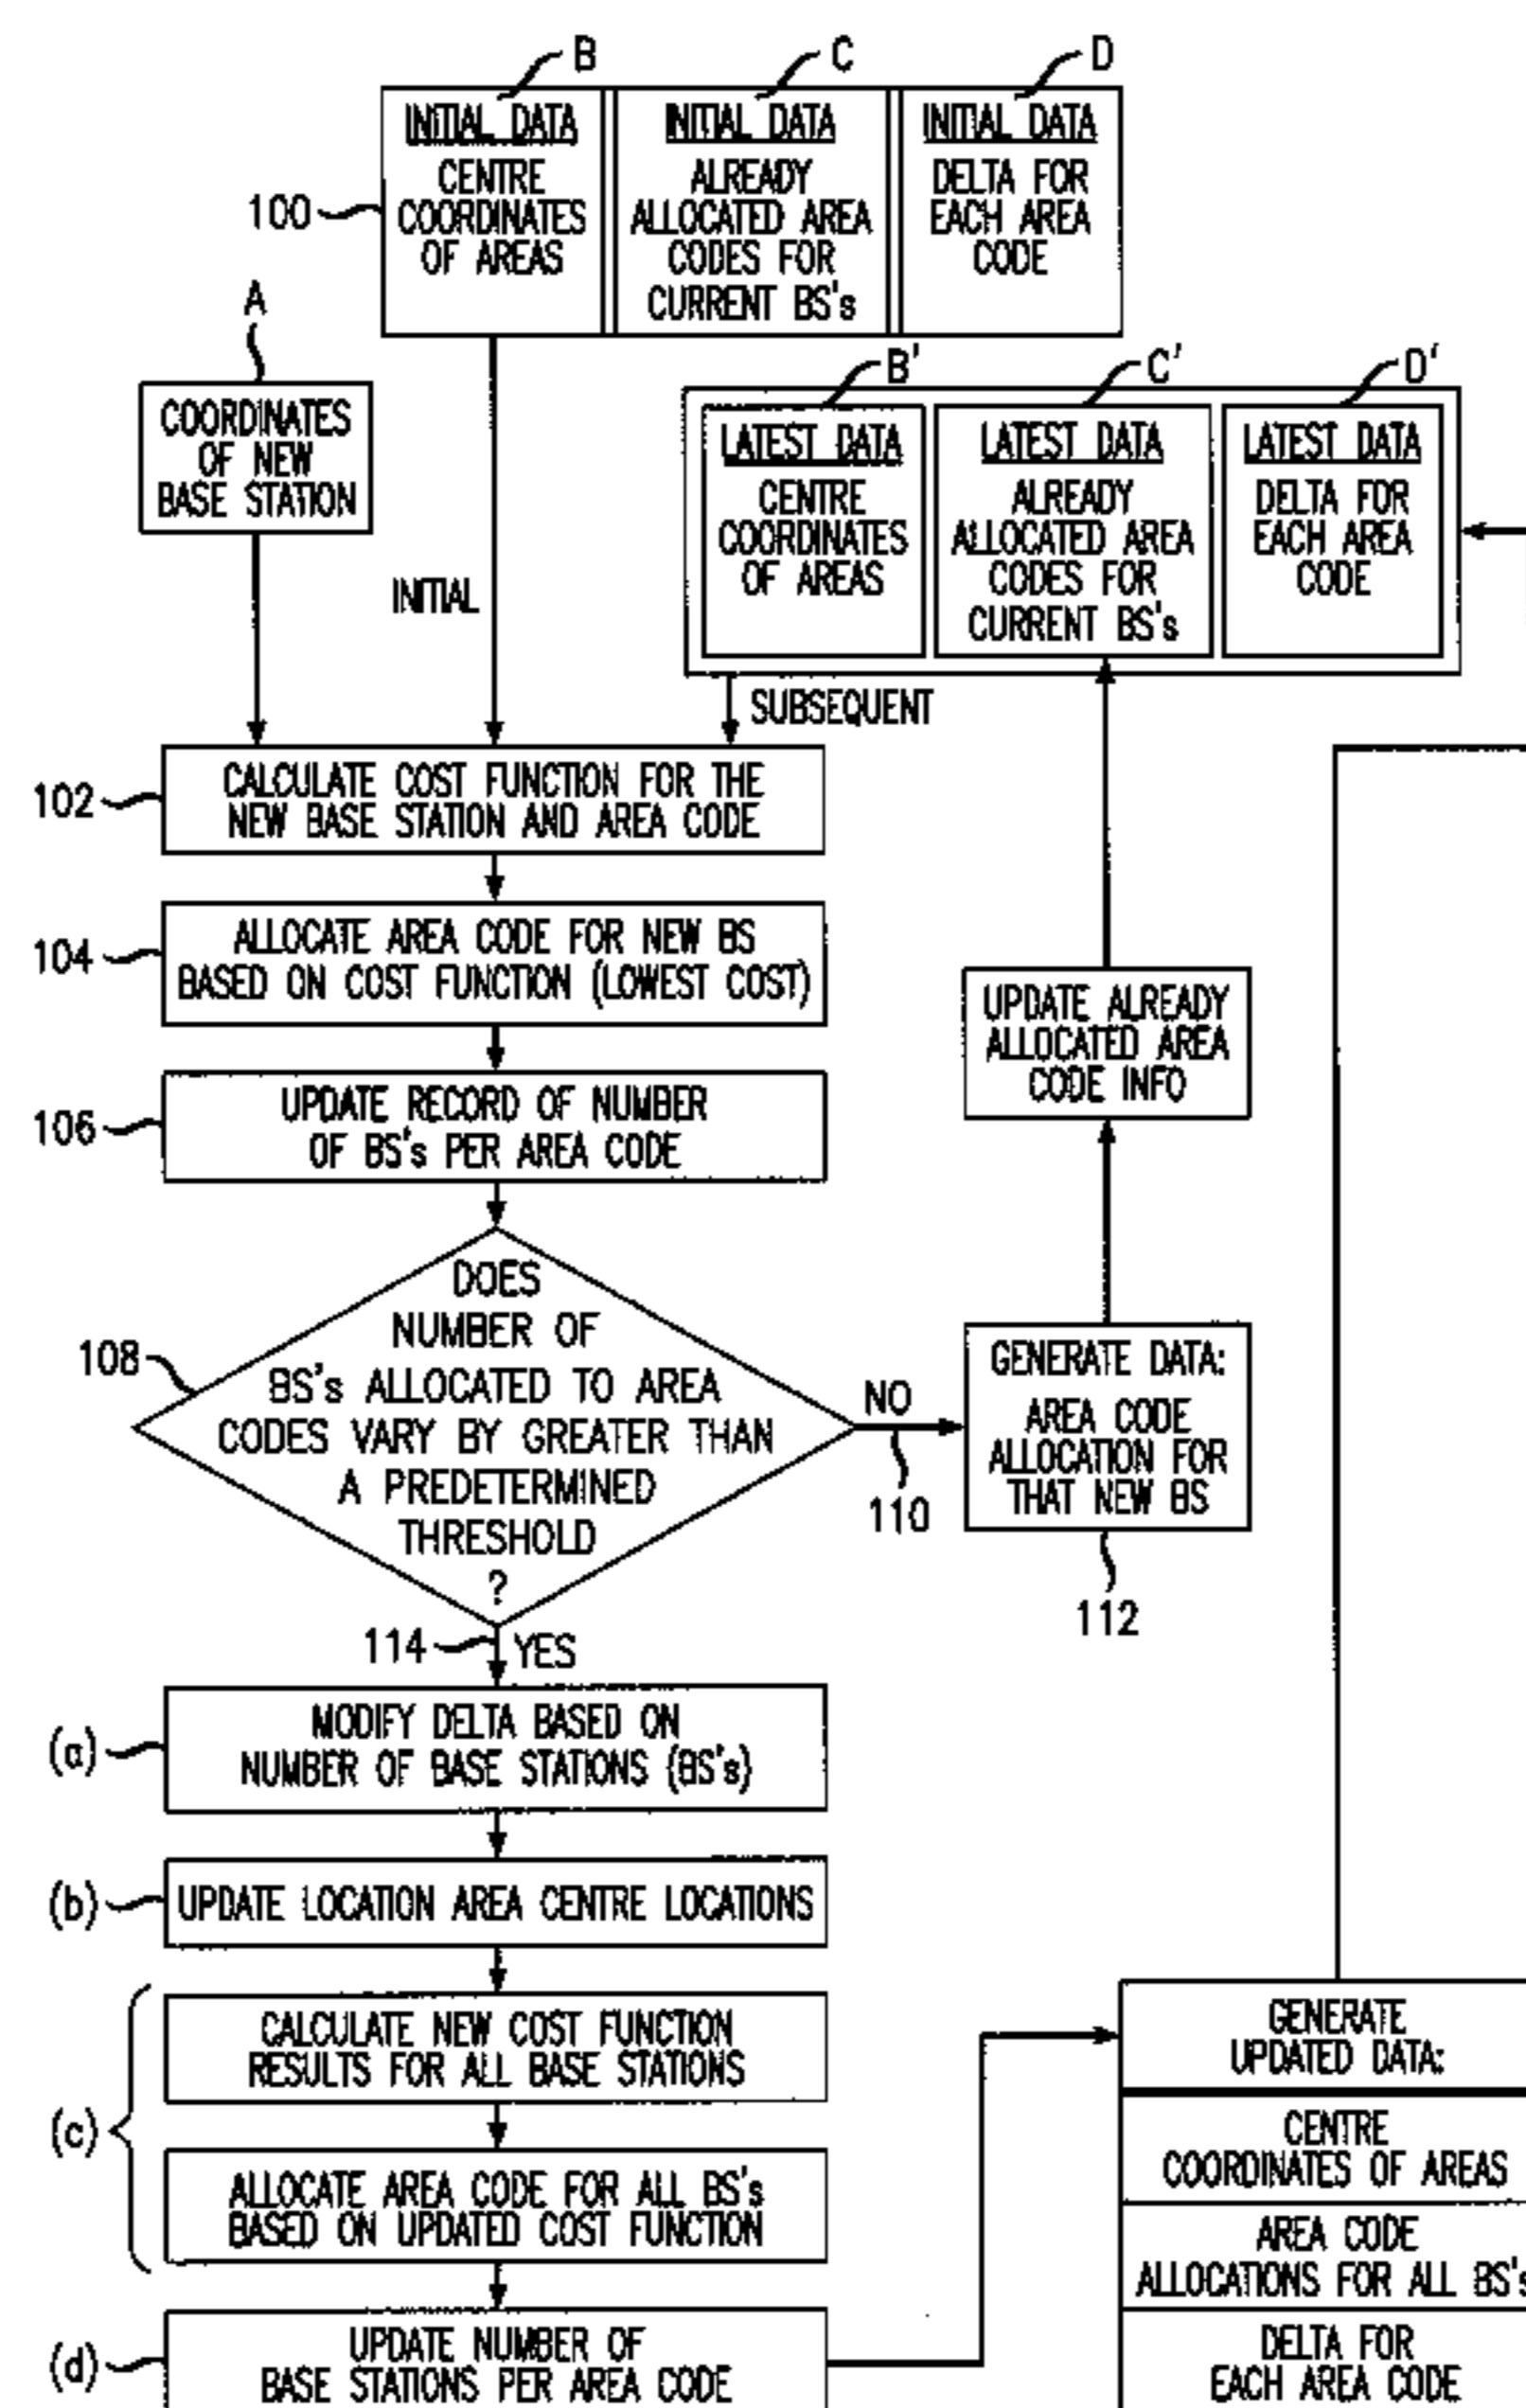 B
C
D
INITIAL DATA
CENTRE
COORDINATES
OF AREAS
INITIAL DATA
ALREADY
ALLOCATED AREA
CODES FOR
CURRENT BS's
INITIAL DATA
DELTA FOR
EACH AREA
CODE
100
A
COORDINATES
OF NEW
BASE STATION
INITIAL
B'
C'
D'
LATEST DATA
CENTRE
COORDINATES
OF AREAS
LATEST DATA
ALREADY
ALLOCATED AREA
CODES FOR
CURRENT BS's
LATEST DATA
DELTA FOR
EACH AREA
CODE
SUBSEQUENT
102
CALCULATE COST FUNCTION FOR THE
NEW BASE STATION AND AREA CODE
104
ALLOCATE AREA CODE FOR NEW BS
BASED ON COST FUNCTION (LOWEST COST)
UPDATE ALREADY
ALLOCATED AREA
CODE INFO
106
UPDATE RECORD OF NUMBER
OF BS's PER AREA CODE
108
DOES
NUMBER OF
BS's ALLOCATED TO AREA
CODES VARY BY GREATER THAN
A PREDETERMINED
THRESHOLD
?
NO
110
GENERATE DATA:
AREA CODE
ALLOCATION FOR
THAT NEW BS
112
114
YES
(a)
MODIFY DELTA BASED ON
NUMBER OF BASE STATIONS (BS's)
(b)
UPDATE LOCATION AREA CENTRE LOCATIONS
(c)
CALCULATE NEW COST FUNCTION
RESULTS FOR ALL BASE STATIONS
ALLOCATE AREA CODE FOR ALL BS's
BASED ON UPDATED COST FUNCTION
(d)
UPDATE NUMBER OF
BASE STATIONS PER AREA CODE
GENERATE
UPDATED DATA:
CENTRE
COORDINATES OF AREAS
AREA CODE
ALLOCATIONS FOR ALL BS's
DELTA FOR
EACH AREA CODE